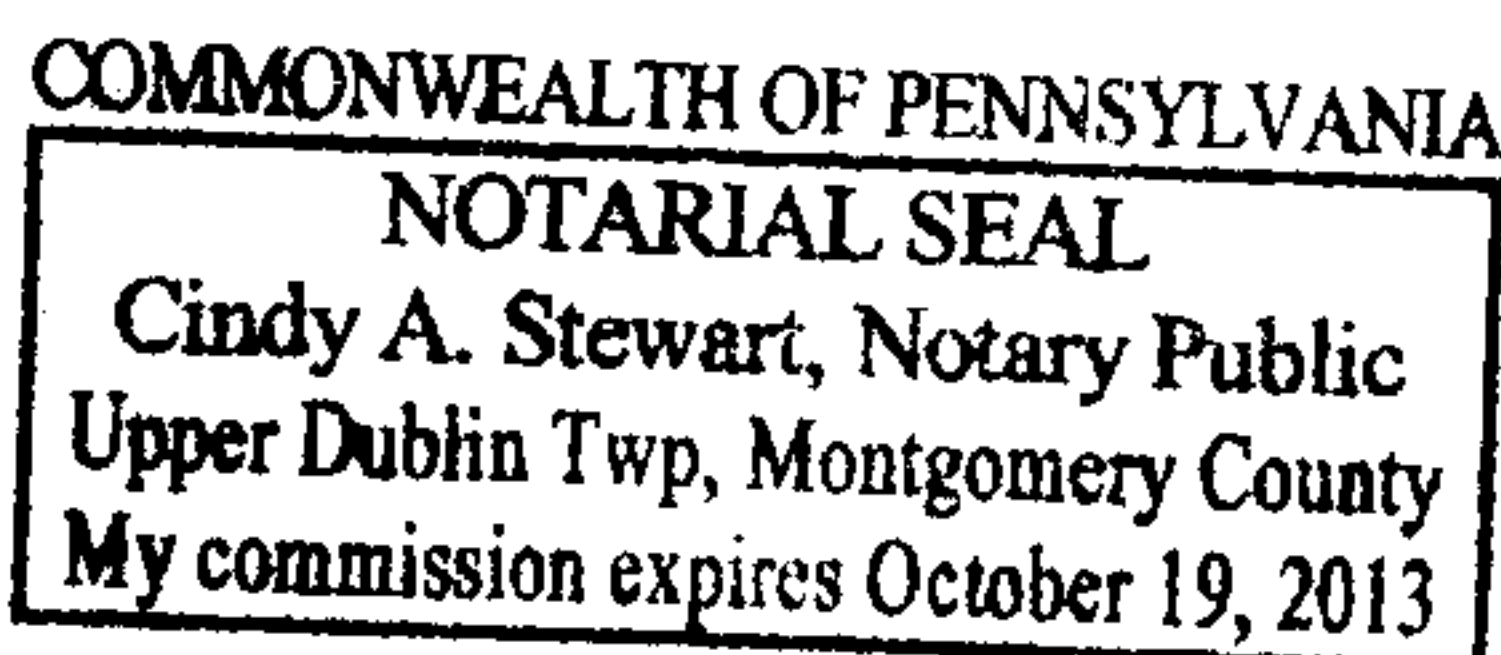 COMMONWEALTH OF PENNSYLVANIA
NOTARIAL SEAL
Cindy A. Stewart, Notary Public
Upper Dublin Twp, Montgomery County
My commission expires October 19, 2013